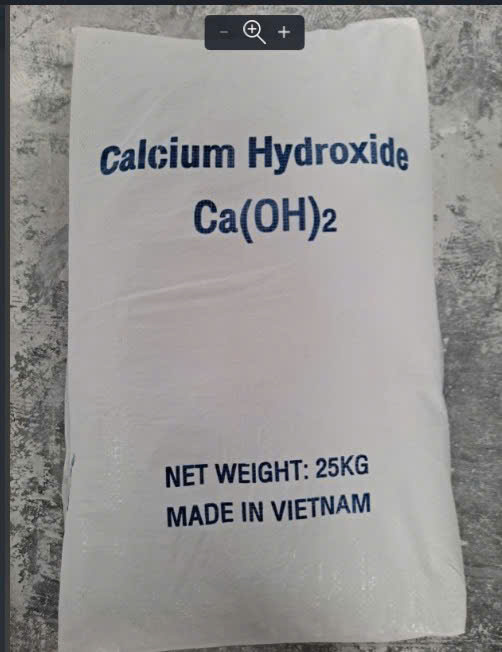 Calcium Hydroxide
Ca(OH)2
NET WEIGHT: 25KG
MADE IN VIETNAM